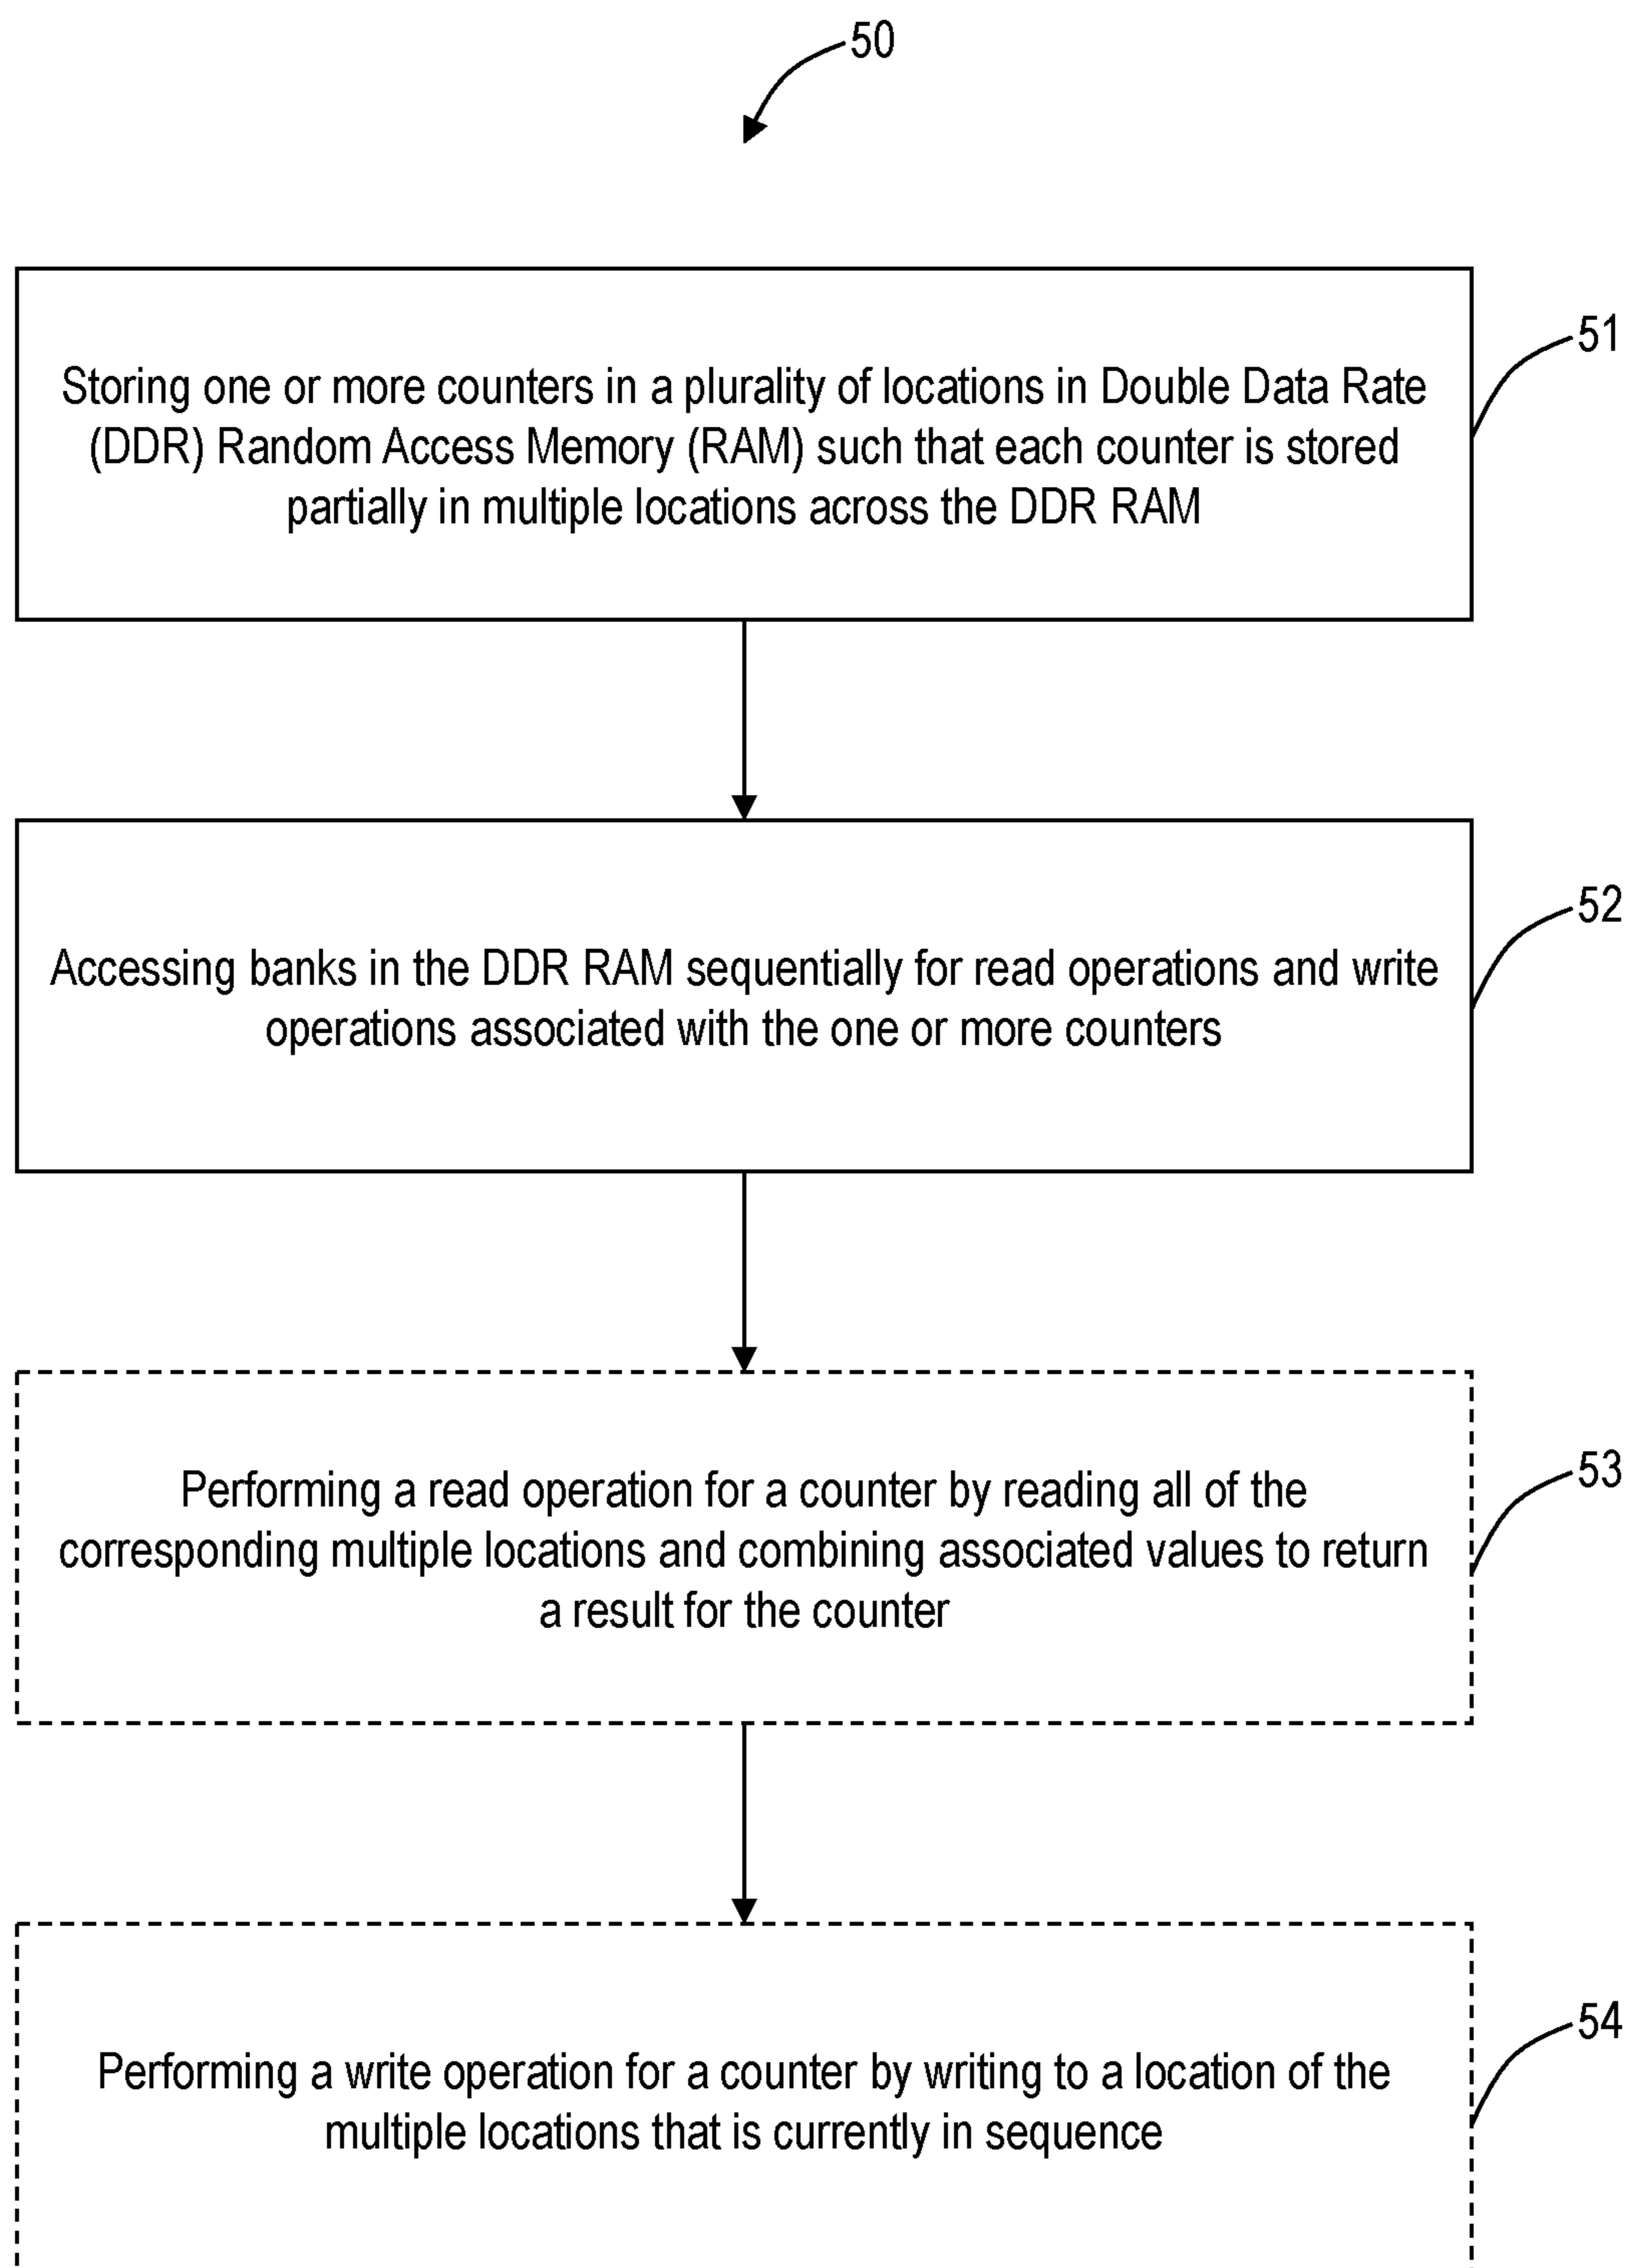 50
Storing one or more counters in a plurality of locations in Double Data Rate
(DDR) Random Access Memory (RAM) such that each counter is stored
partially in multiple locations across the DDR RAM
51
Accessing banks in the DDR RAM sequentially for read operations and write
operations associated with the one or more counters
52
Performing a read operation for a counter by reading all of the
corresponding multiple locations and combining associated values to return
a result for the counter
53
Performing a write operation for a counter by writing to a location of the
multiple locations that is currently in sequence
54